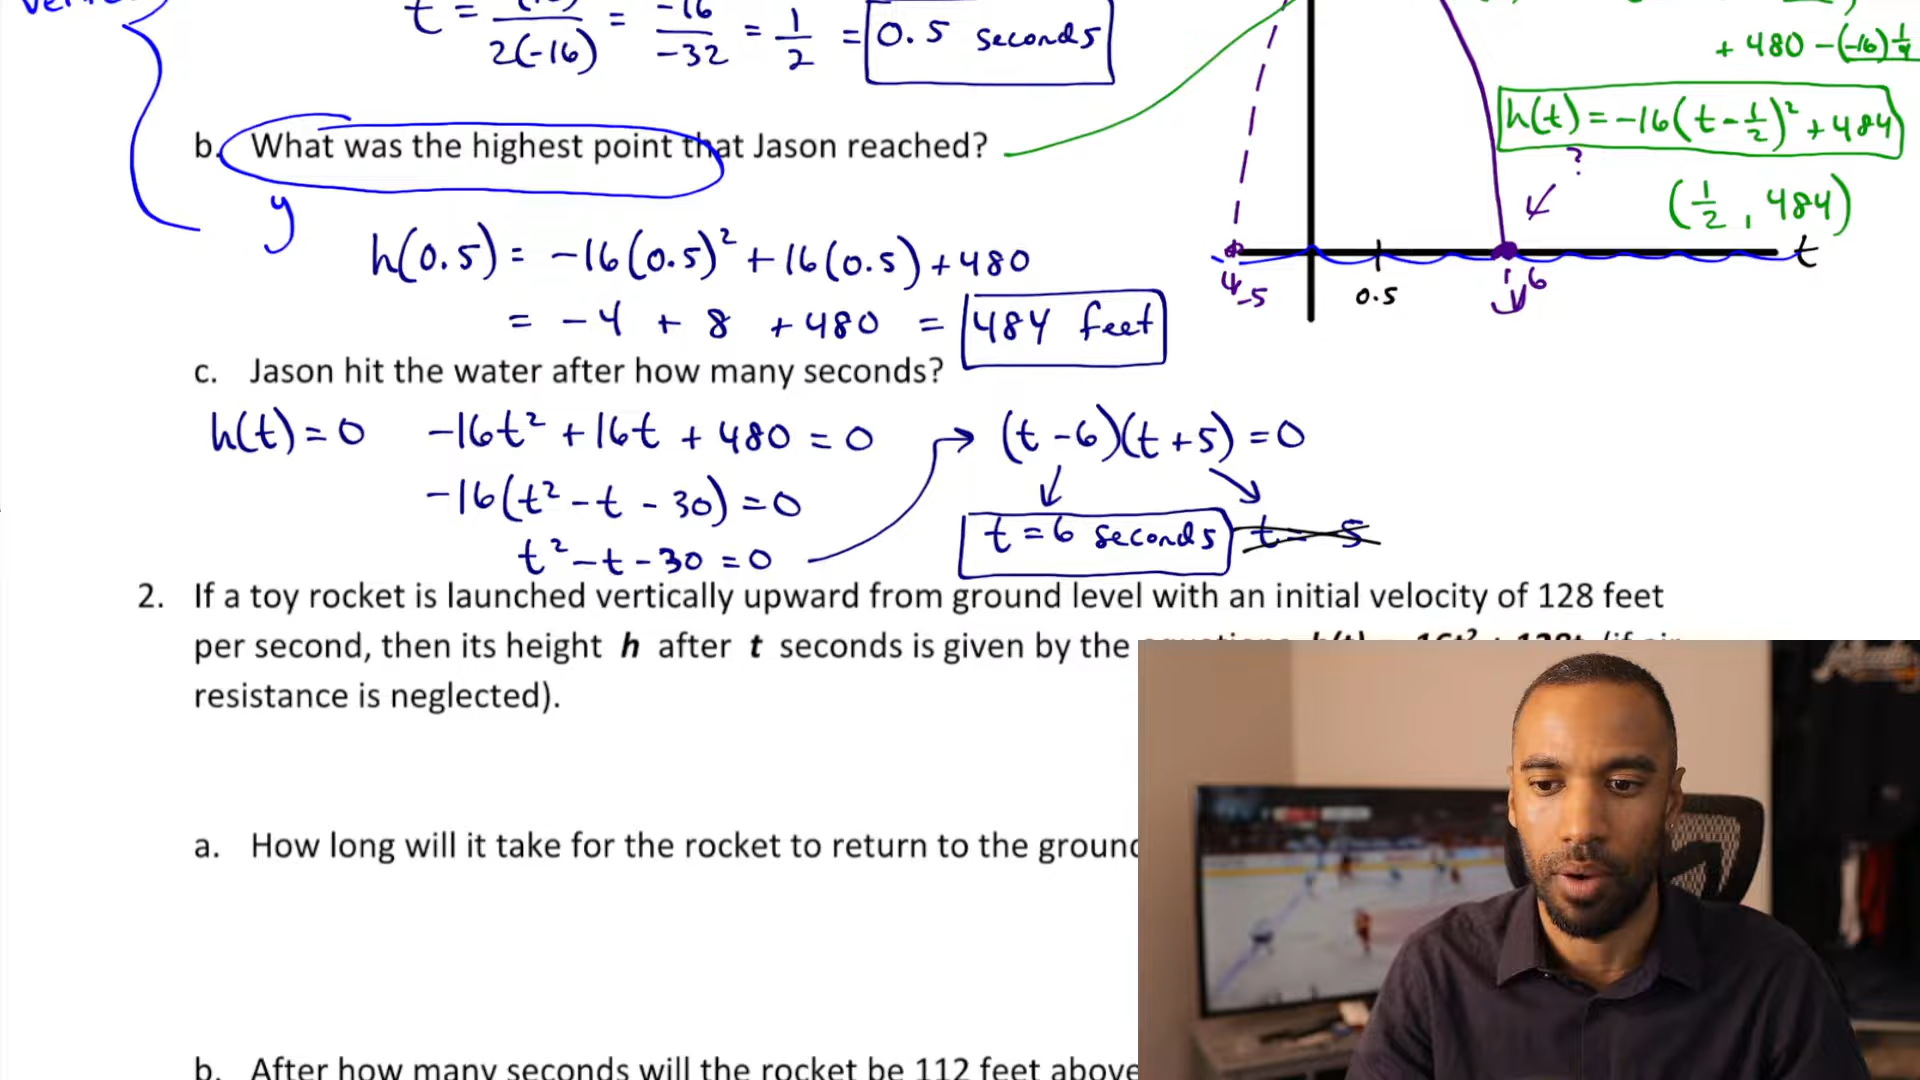 t = = -16/-32 = 1/2 = 0.5 seconds
2(-16)
+ 480 -(-16)1/4
b. What was the highest point that Jason reached?
h(t) = -16(t - 1/2)² + 484
?
y
(1/2, 484)
h(0.5) = -16(0.5)² + 16(0.5) + 480
t
-5
0.5
6
= -4 + 8 + 480 = 484 feet
c. Jason hit the water after how many seconds?
h(t) = 0 -16t² + 16t + 480 = 0 (t - 6)(t + 5) = 0
-16(t² - t - 30) = 0
t = 6 seconds t = -5
t² - t - 30 = 0
2. If a toy rocket is launched vertically upward from ground level with an initial velocity of 128 feet
per second, then its height h after t seconds is given by the
resistance is neglected).
a. How long will it take for the rocket to return to the ground
b. After how many seconds will the rocket be 112 feet above